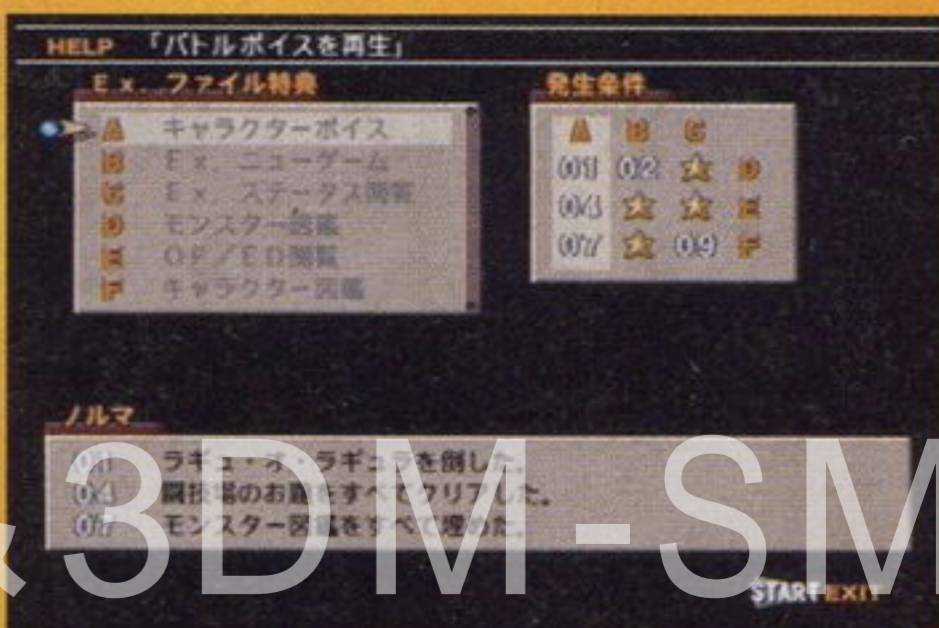 HELP 「バトルボイスを再生」
Ex. ファイル特典
A キャラクターボイス
B Ex. ニューゲーム
C Ex. ステータス閲覧
D モンスター図鑑
E OP/ED閲覧
F キャラクター図鑑
発生条件
A B C
01 02 ★ D
04 ★ ★ E
07 ★ 09 F
ノルマ
01 ラギュ・オ・ラギュラを倒した。
04 闘技場のお題をすべてクリアした。
07 モンスター図鑑をすべて埋めた。
&3DM-SM
START EXIT